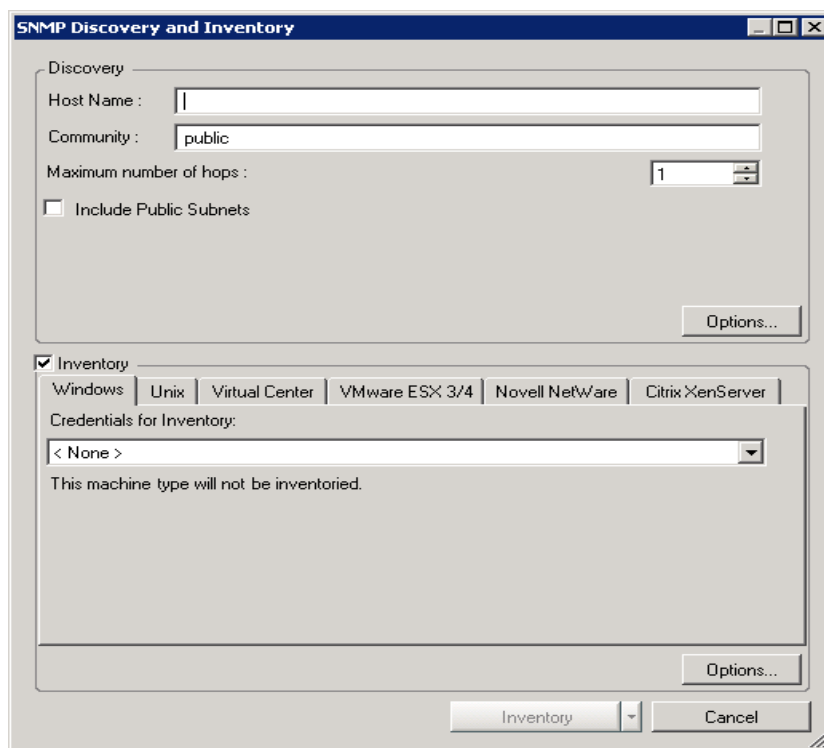 SNMP Discovery and Inventory
Discovery
Host Name :
Community :    public
Maximum number of hops :    1
Include Public Subnets
Options...
Inventory
Windows    Unix    Virtual Center    VMware ESX 3/4    Novell NetWare    Citrix XenServer
Credentials for Inventory:
< None >
This machine type will not be inventoried.
Options...
Inventory    Cancel